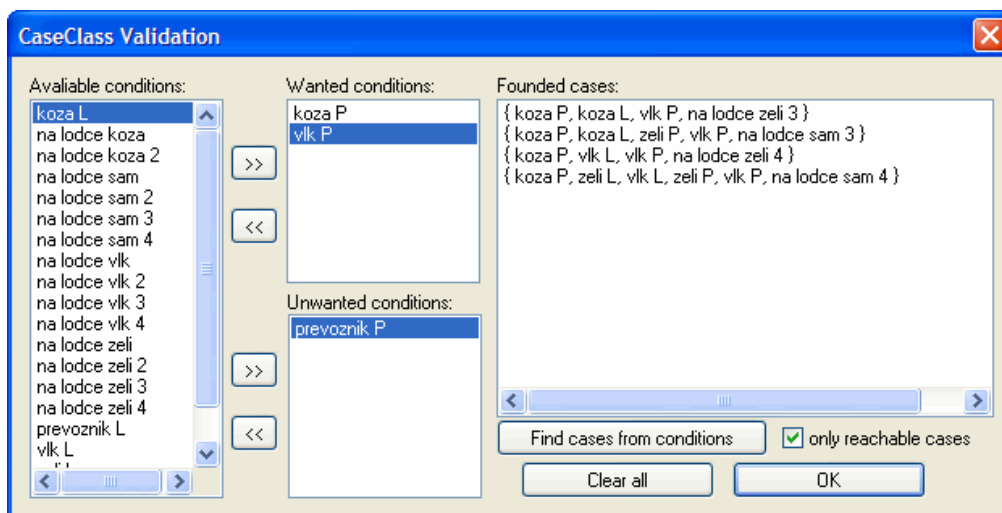 CaseClass Validation
Avaliable conditions:
koza L
na lodce koza
na lodce koza 2
na lodce sam
na lodce sam 2
na lodce sam 3
na lodce sam 4
na lodce vlk
na lodce vlk 2
na lodce vlk 3
na lodce vlk 4
na lodce zeli
na lodce zeli 2
na lodce zeli 3
na lodce zeli 4
prevoznik L
vlk L
>>
<<
>>
<<
Wanted conditions:
koza P
vlk P
Unwanted conditions:
prevoznik P
Founded cases:
{ koza P, koza L, vlk P, na lodce zeli 3 }
{ koza P, koza L, zeli P, vlk P, na lodce sam 3 }
{ koza P, vlk L, vlk P, na lodce zeli 4 }
{ koza P, zeli L, vlk L, zeli P, vlk P, na lodce sam 4 }
Find cases from conditions
only reachable cases
Clear all
OK